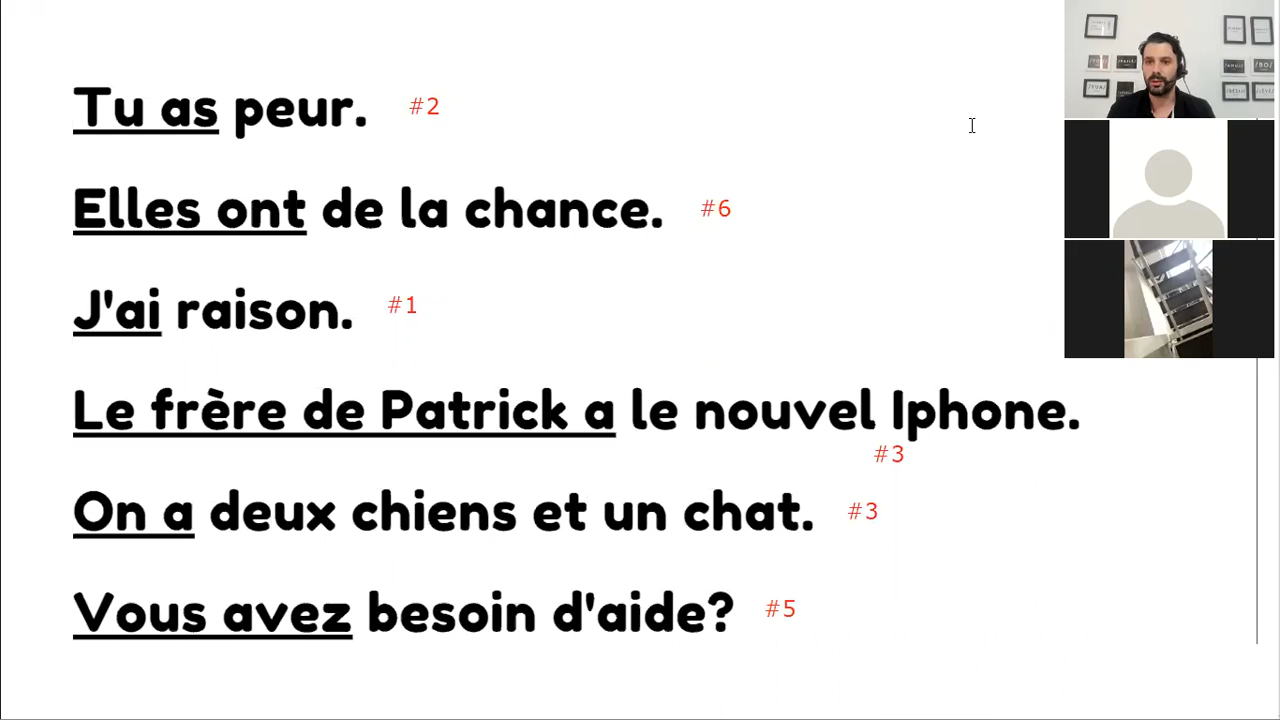 Tu as peur. #2
Elles ont de la chance. #6
J'ai raison. #1
Le frère de Patrick a le nouvel Iphone.
#3
On a deux chiens et un chat. #3
Vous avez besoin d'aide? #5